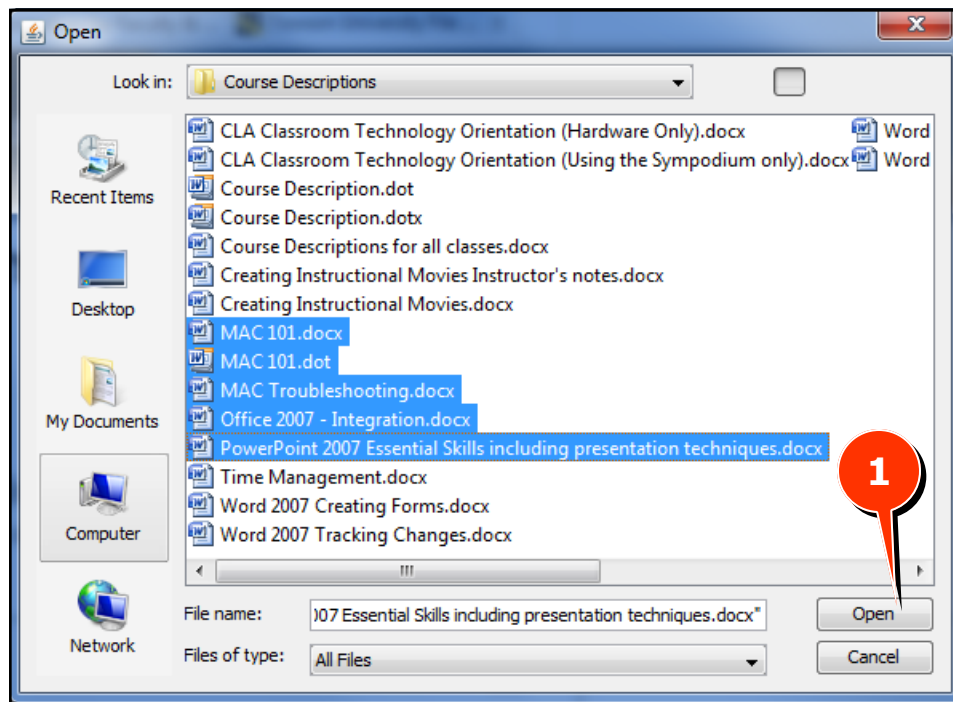 Open
X
Look in: Course Descriptions
CLA Classroom Technology Orientation (Hardware Only).docx Word
CLA Classroom Technology Orientation (Using the Sympodium only).docx Word
Course Description.dot
Course Description.dotx
Course Descriptions for all classes.docx
Creating Instructional Movies Instructor's notes.docx
Creating Instructional Movies.docx
MAC 101.docx
MAC 101.dot
MAC Troubleshooting.docx
Office 2007 - Integration.docx
PowerPoint 2007 Essential Skills including presentation techniques.docx
Time Management.docx
Word 2007 Creating Forms.docx
Word 2007 Tracking Changes.docx
Recent Items
Desktop
My Documents
Computer
Network
1
File name: 007 Essential Skills including presentation techniques.docx" Open
Files of type: All Files Cancel